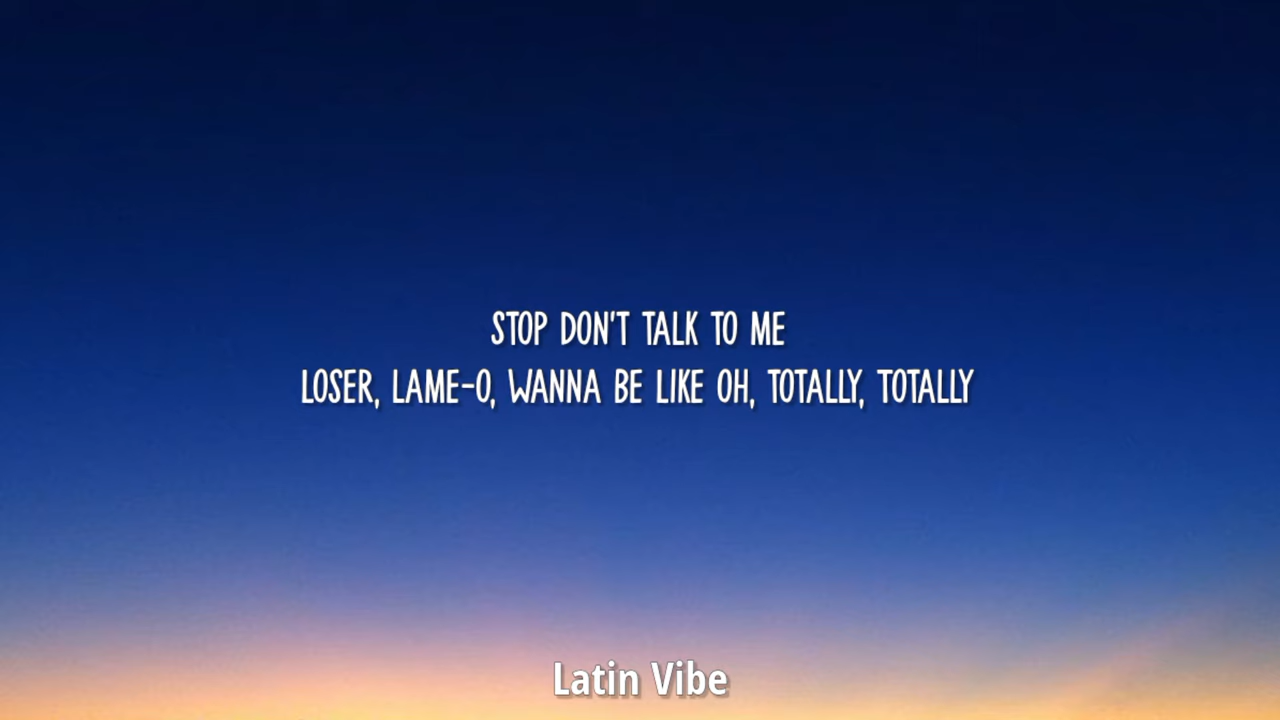 STOP DON'T TALK TO ME
LOSER, LAME-O, WANNA BE LIKE OH, TOTALLY, TOTALLY
Latin Vibe